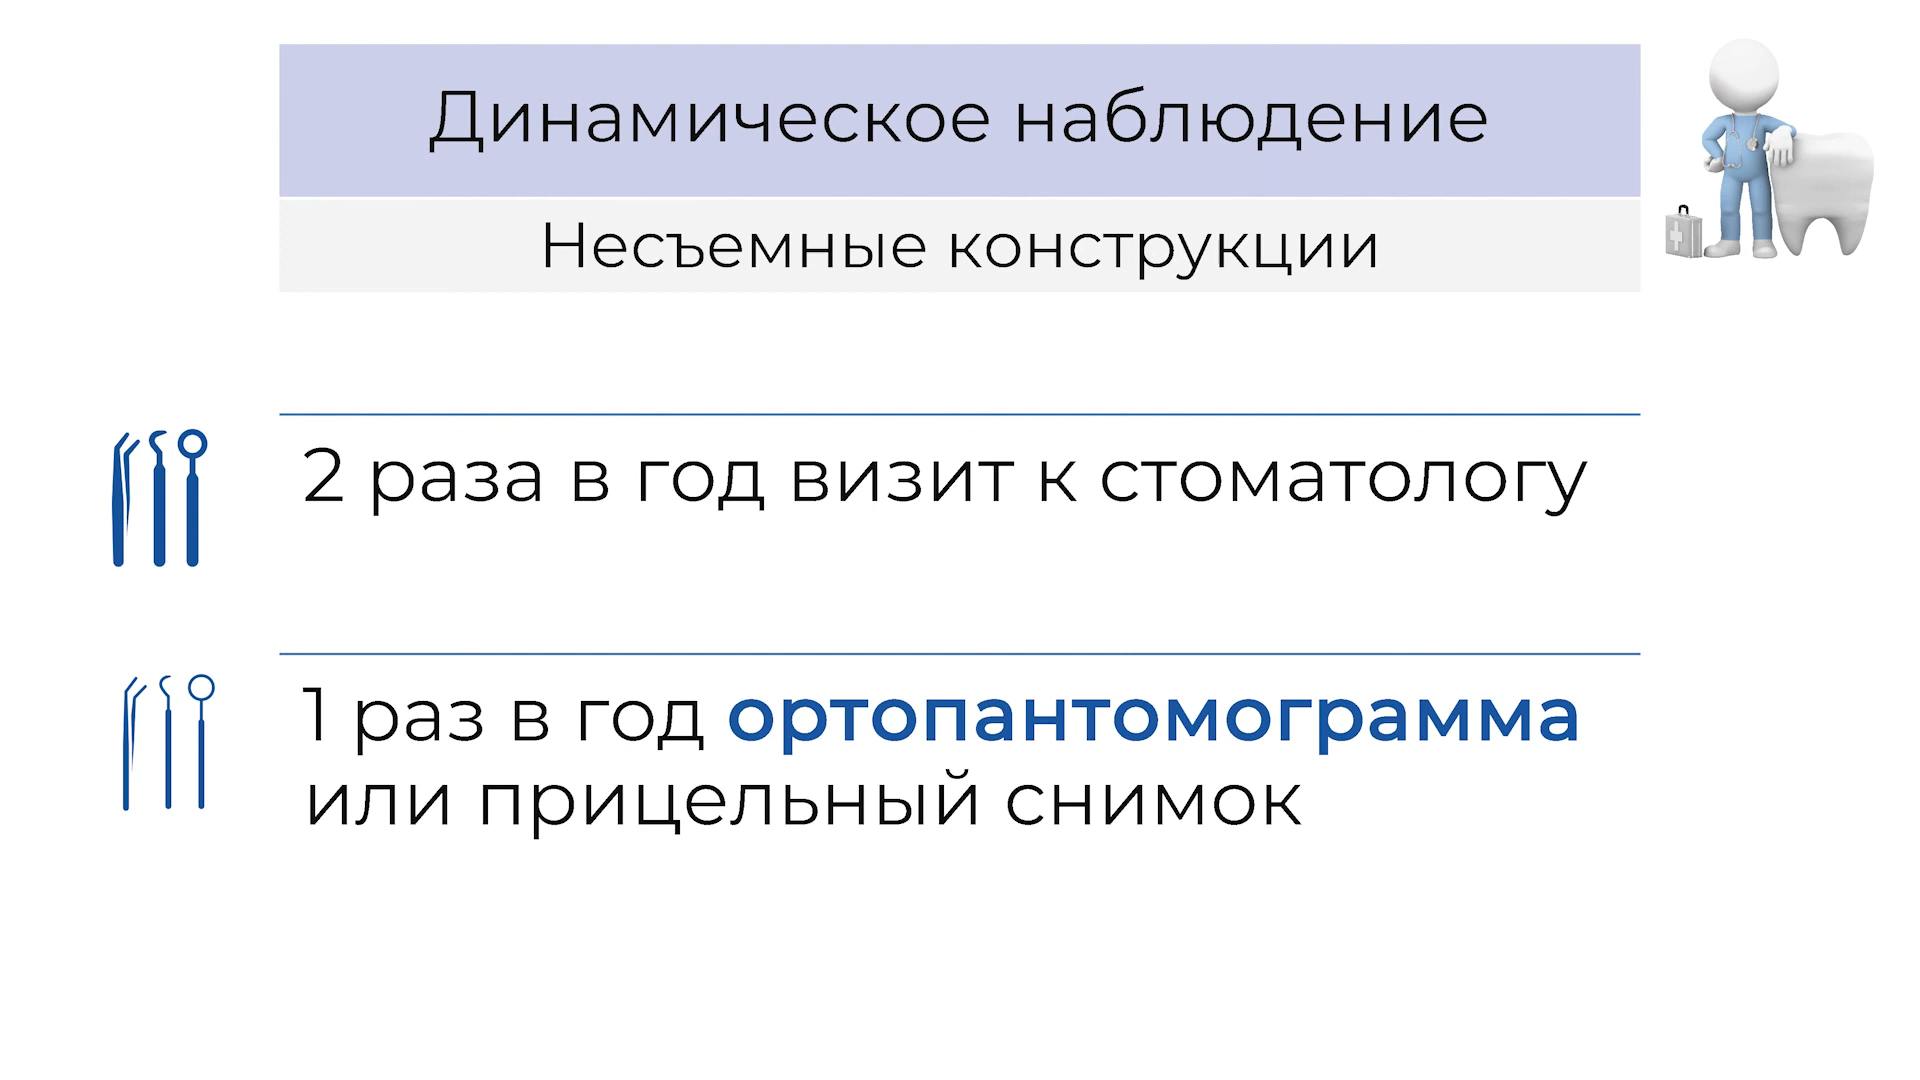 Динамическое наблюдение
Несъемные конструкции
2 раза в год визит к стоматологу
1 раз в год ортопантомограмма
или прицельный снимок